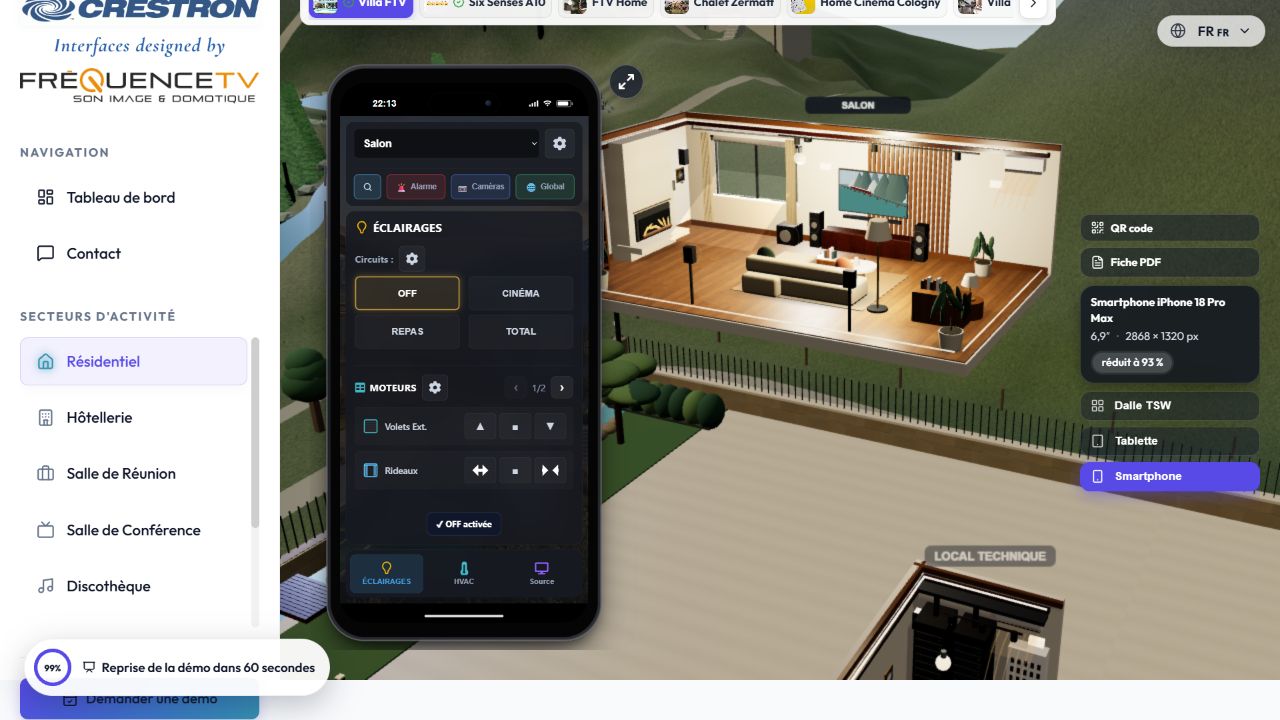 CRESTRON
Interfaces designed by
FRÉQUENCETV
SON IMAGE & DOMOTIQUE
NAVIGATION
Tableau de bord
Contact
SECTEURS D'ACTIVITÉ
Résidentiel
Hôtellerie
Salle de Réunion
Salle de Conférence
Discothèque
99%
Reprise de la démo dans 60 secondes
Demander une démo
Villa FTV
Six Senses A10
FTV Home
Chalet Zermatt
Home Cinema Cologny
Villa
FR FR
22:13
Salon
Alarme
Caméras
Global
ÉCLAIRAGES
Circuits :
OFF
CINÉMA
REPAS
TOTAL
MOTEURS
1/2
Volets Ext.
Rideaux
✓ OFF activée
ÉCLAIRAGES
HVAC
Source
SALON
LOCAL TECHNIQUE
QR code
Fiche PDF
Smartphone iPhone 18 Pro
Max
6,9" · 2868 × 1320 px
réduit à 93 %
Dalle TSW
Tablette
Smartphone